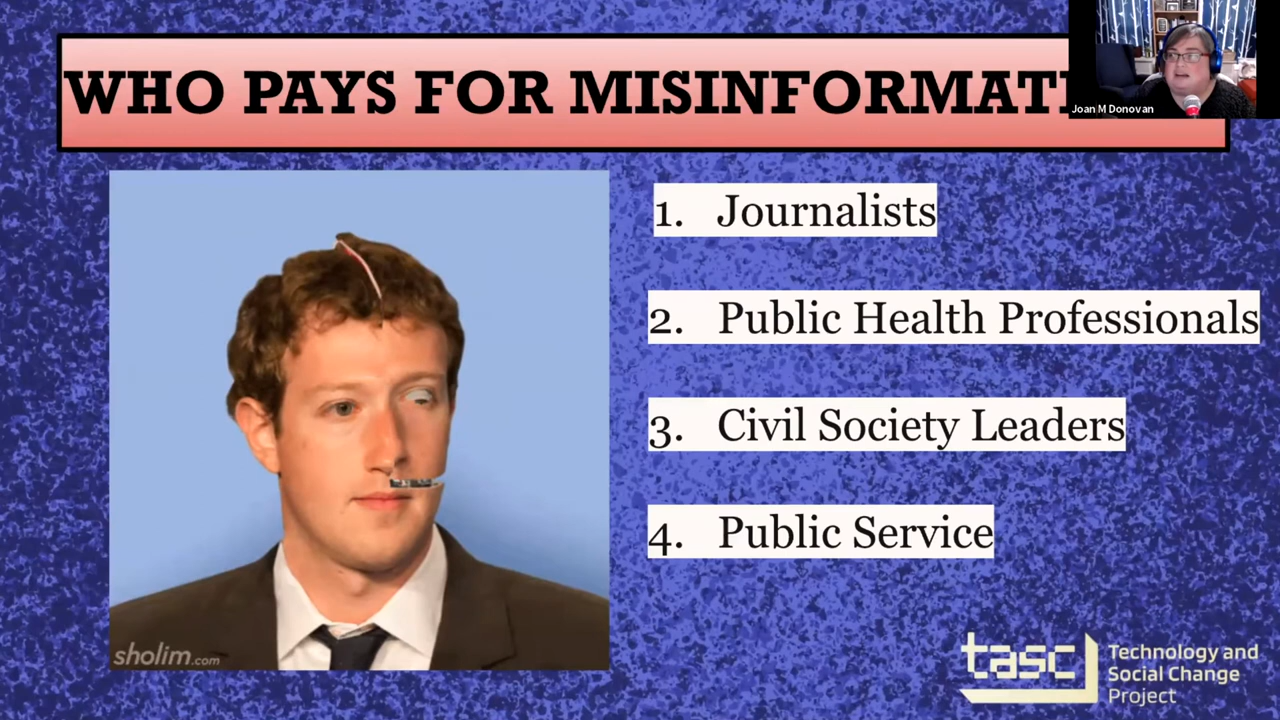 WHO PAYS FOR MISINFORMATI
Joan M Donovan
1. Journalists
2. Public Health Professionals
3. Civil Society Leaders
4. Public Service
sholim.com
tasc
Technology and
Social Change
Project